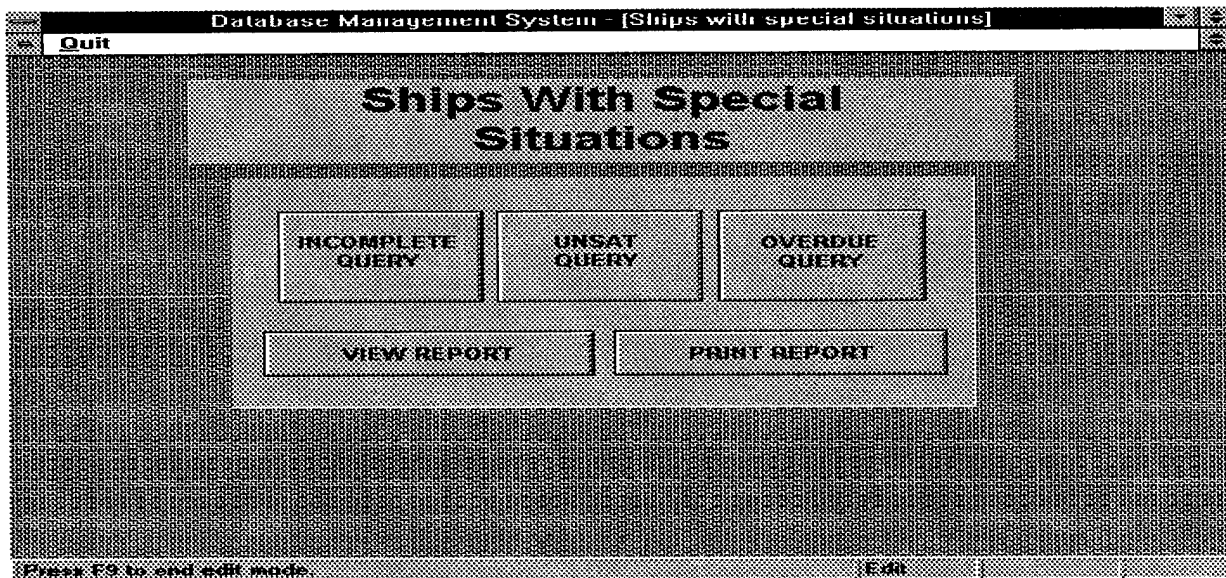 Database Management System - [Ships with special situations]
Quit
Ships With Special
Situations
INCOMPLETE
QUERY
UNSAT
QUERY
OVERDUE
QUERY
VIEW REPORT
PRINT REPORT
Press F9 to end edit mode.
Edit